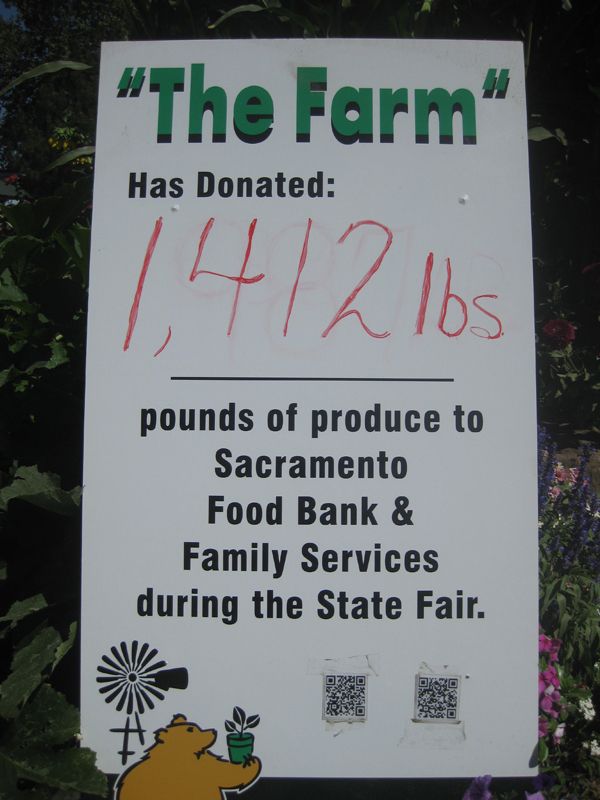 "The Farm"
Has Donated:
1,412 lbs
pounds of produce to
Sacramento
Food Bank &
Family Services
during the State Fair.